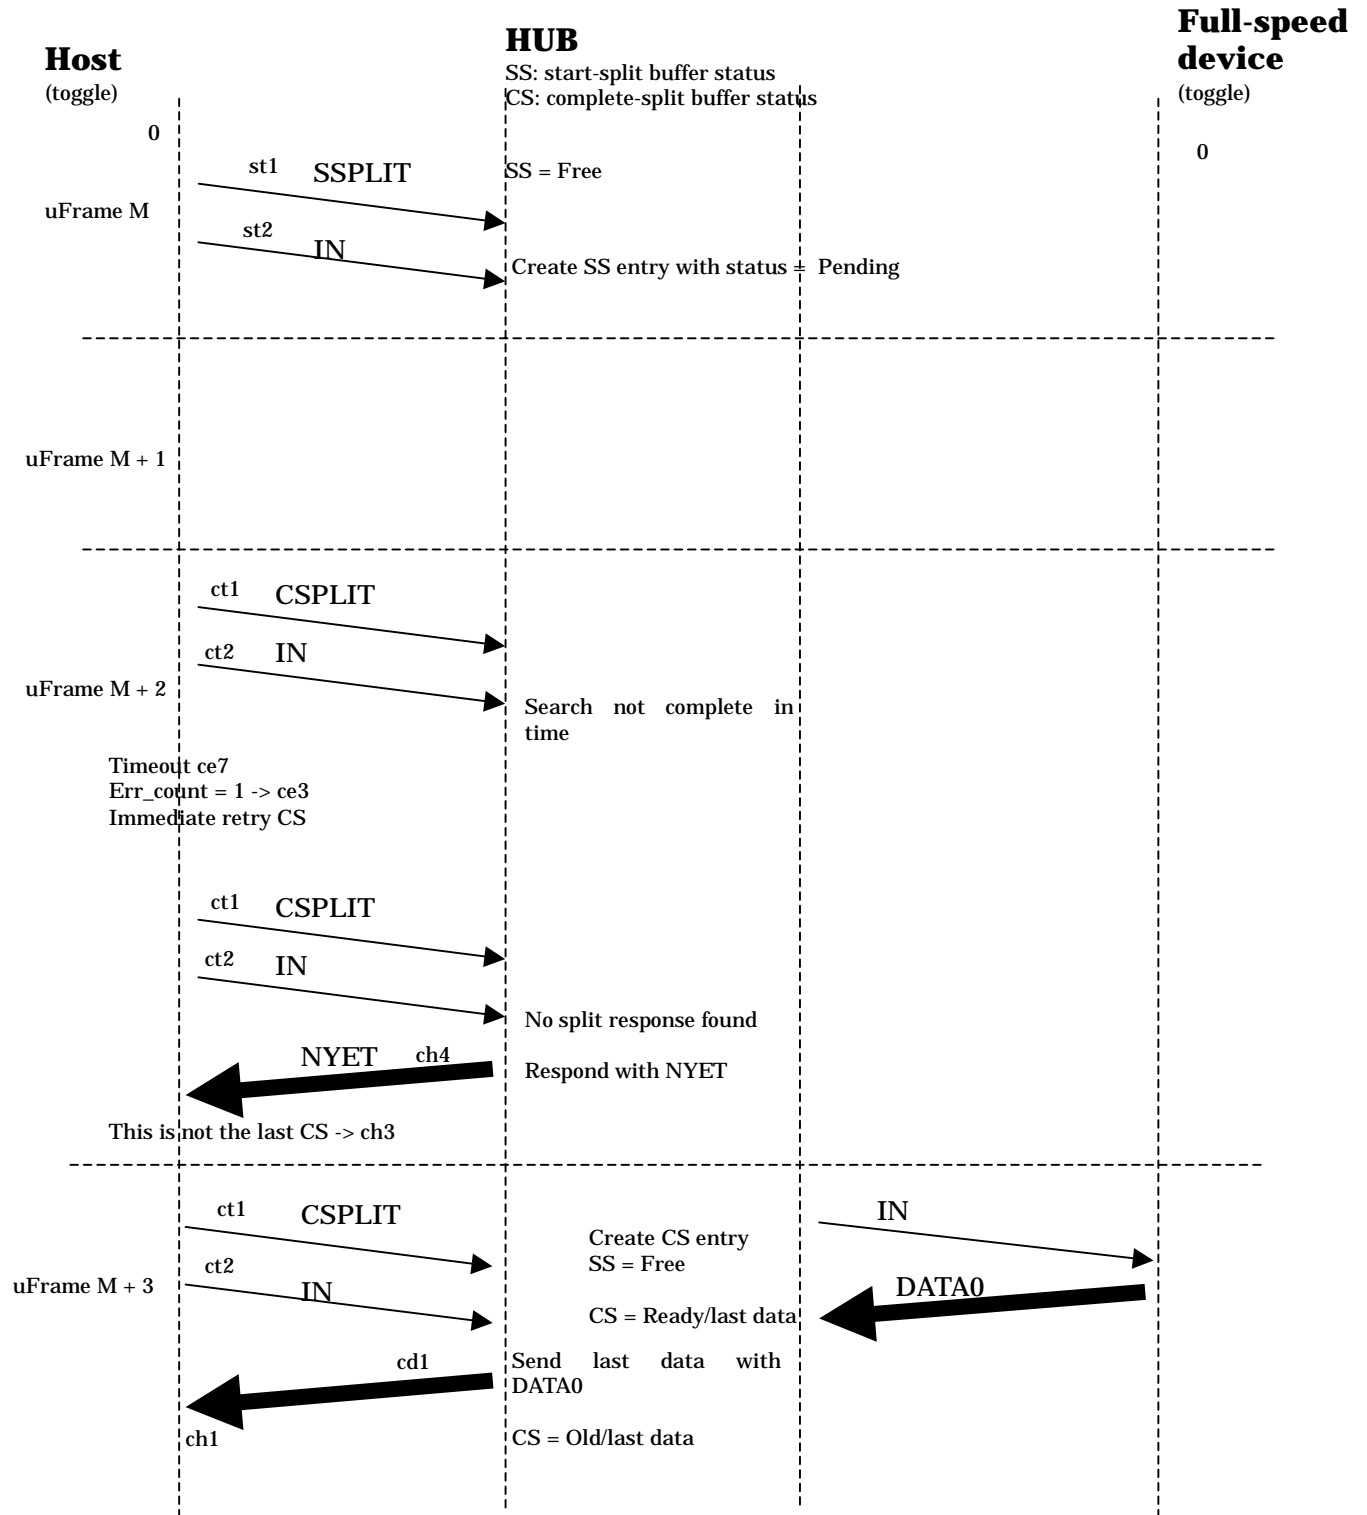 Host
(toggle)
HUB
SS: start-split buffer status
CS: complete-split buffer status
Full-speed
device
(toggle)
0
0
st1 SSPLIT
SS = Free
uFrame M
st2 IN
Create SS entry with status = Pending
uFrame M + 1
ct1 CSPLIT
ct2 IN
uFrame M + 2
Search not complete in
time
Timeout ce7
Err_count = 1 -> ce3
Immediate retry CS
ct1 CSPLIT
ct2 IN
No split response found
NYET ch4
Respond with NYET
This is not the last CS -> ch3
ct1 CSPLIT
IN
Create CS entry
SS = Free
ct2 IN
uFrame M + 3
DATA0
CS = Ready/last data
cd1
Send last data with
DATA0
ch1
CS = Old/last data